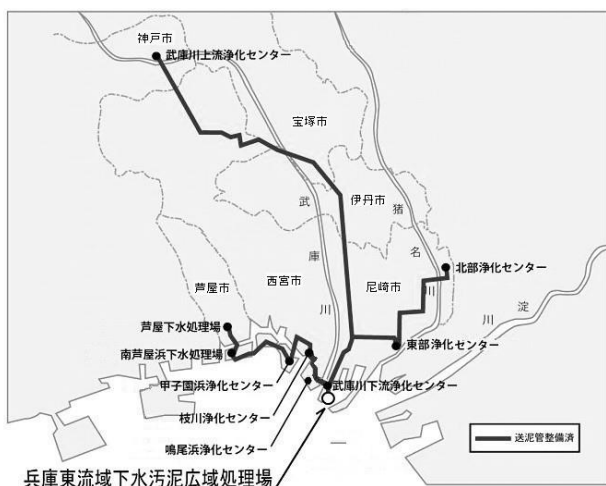 神戸市
武庫川上流浄化センター
宝塚市
伊丹市
武庫川
猪名川
北部浄化センター
西宮市
尼崎市
芦屋市
淀川
芦屋下水処理場
南芦屋浜下水処理場
東部浄化センター
甲子園浜浄化センター
武庫川下流浄化センター
枝川浄化センター
鳴尾浜浄化センター
送泥管整備済
兵庫東流域下水汚泥広域処理場